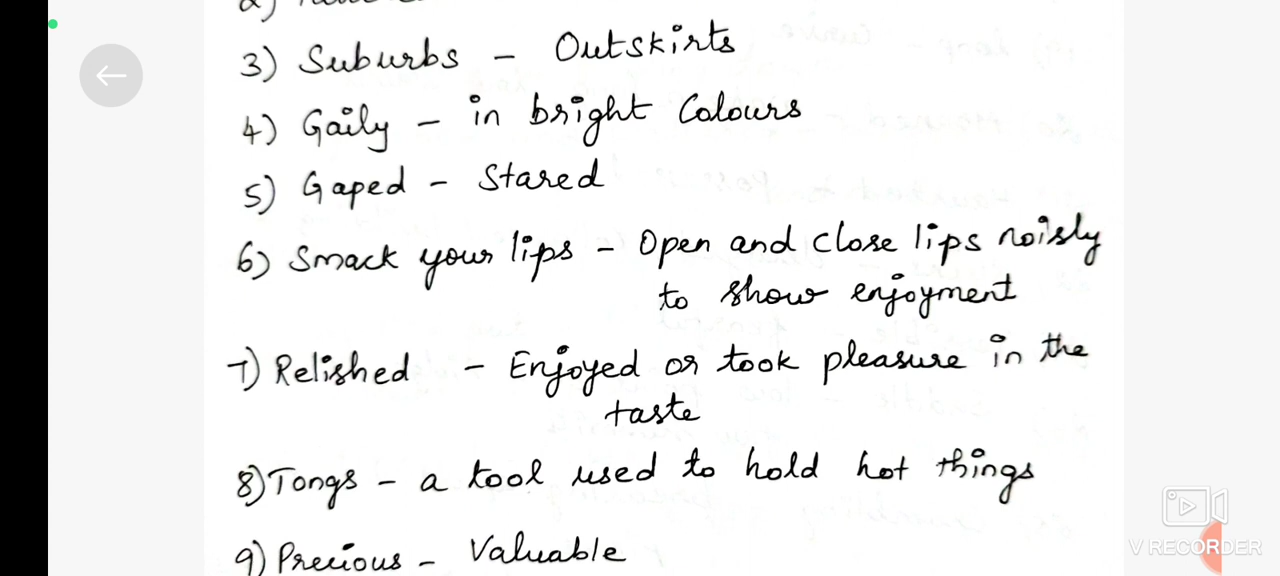 2)
3) Suburbs - Outskirts
4) Gaily - in bright Colours
5) Gaped - Stared
6) Smack your lips - Open and close lips noisly
to show enjoyment
7) Relished - Enjoyed or took pleasure in the
taste
8) Tongs - a tool used to hold hot things
9) Precious - Valuable
V RECORDER